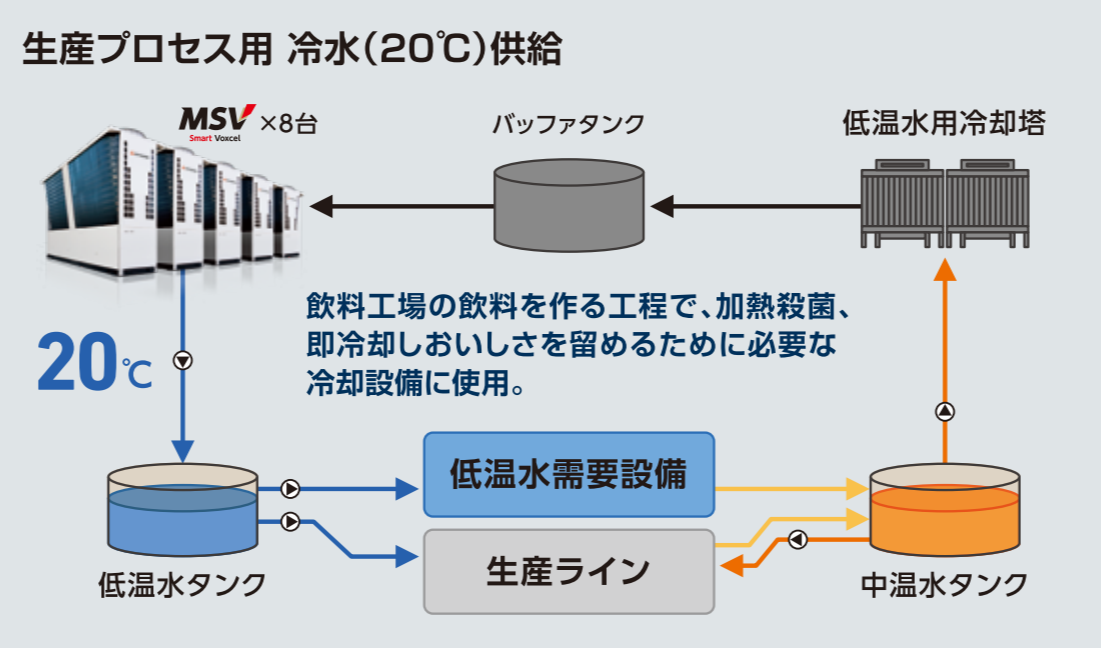 生産プロセス用 冷水(20℃)供給
MSV ×8台
Smart Voxcel
バッファタンク
低温水用冷却塔
飲料工場の飲料を作る工程で、加熱殺菌、
即冷却しおいしさを留めるために必要な
冷却設備に使用。
20℃
低温水需要設備
生産ライン
低温水タンク
中温水タンク